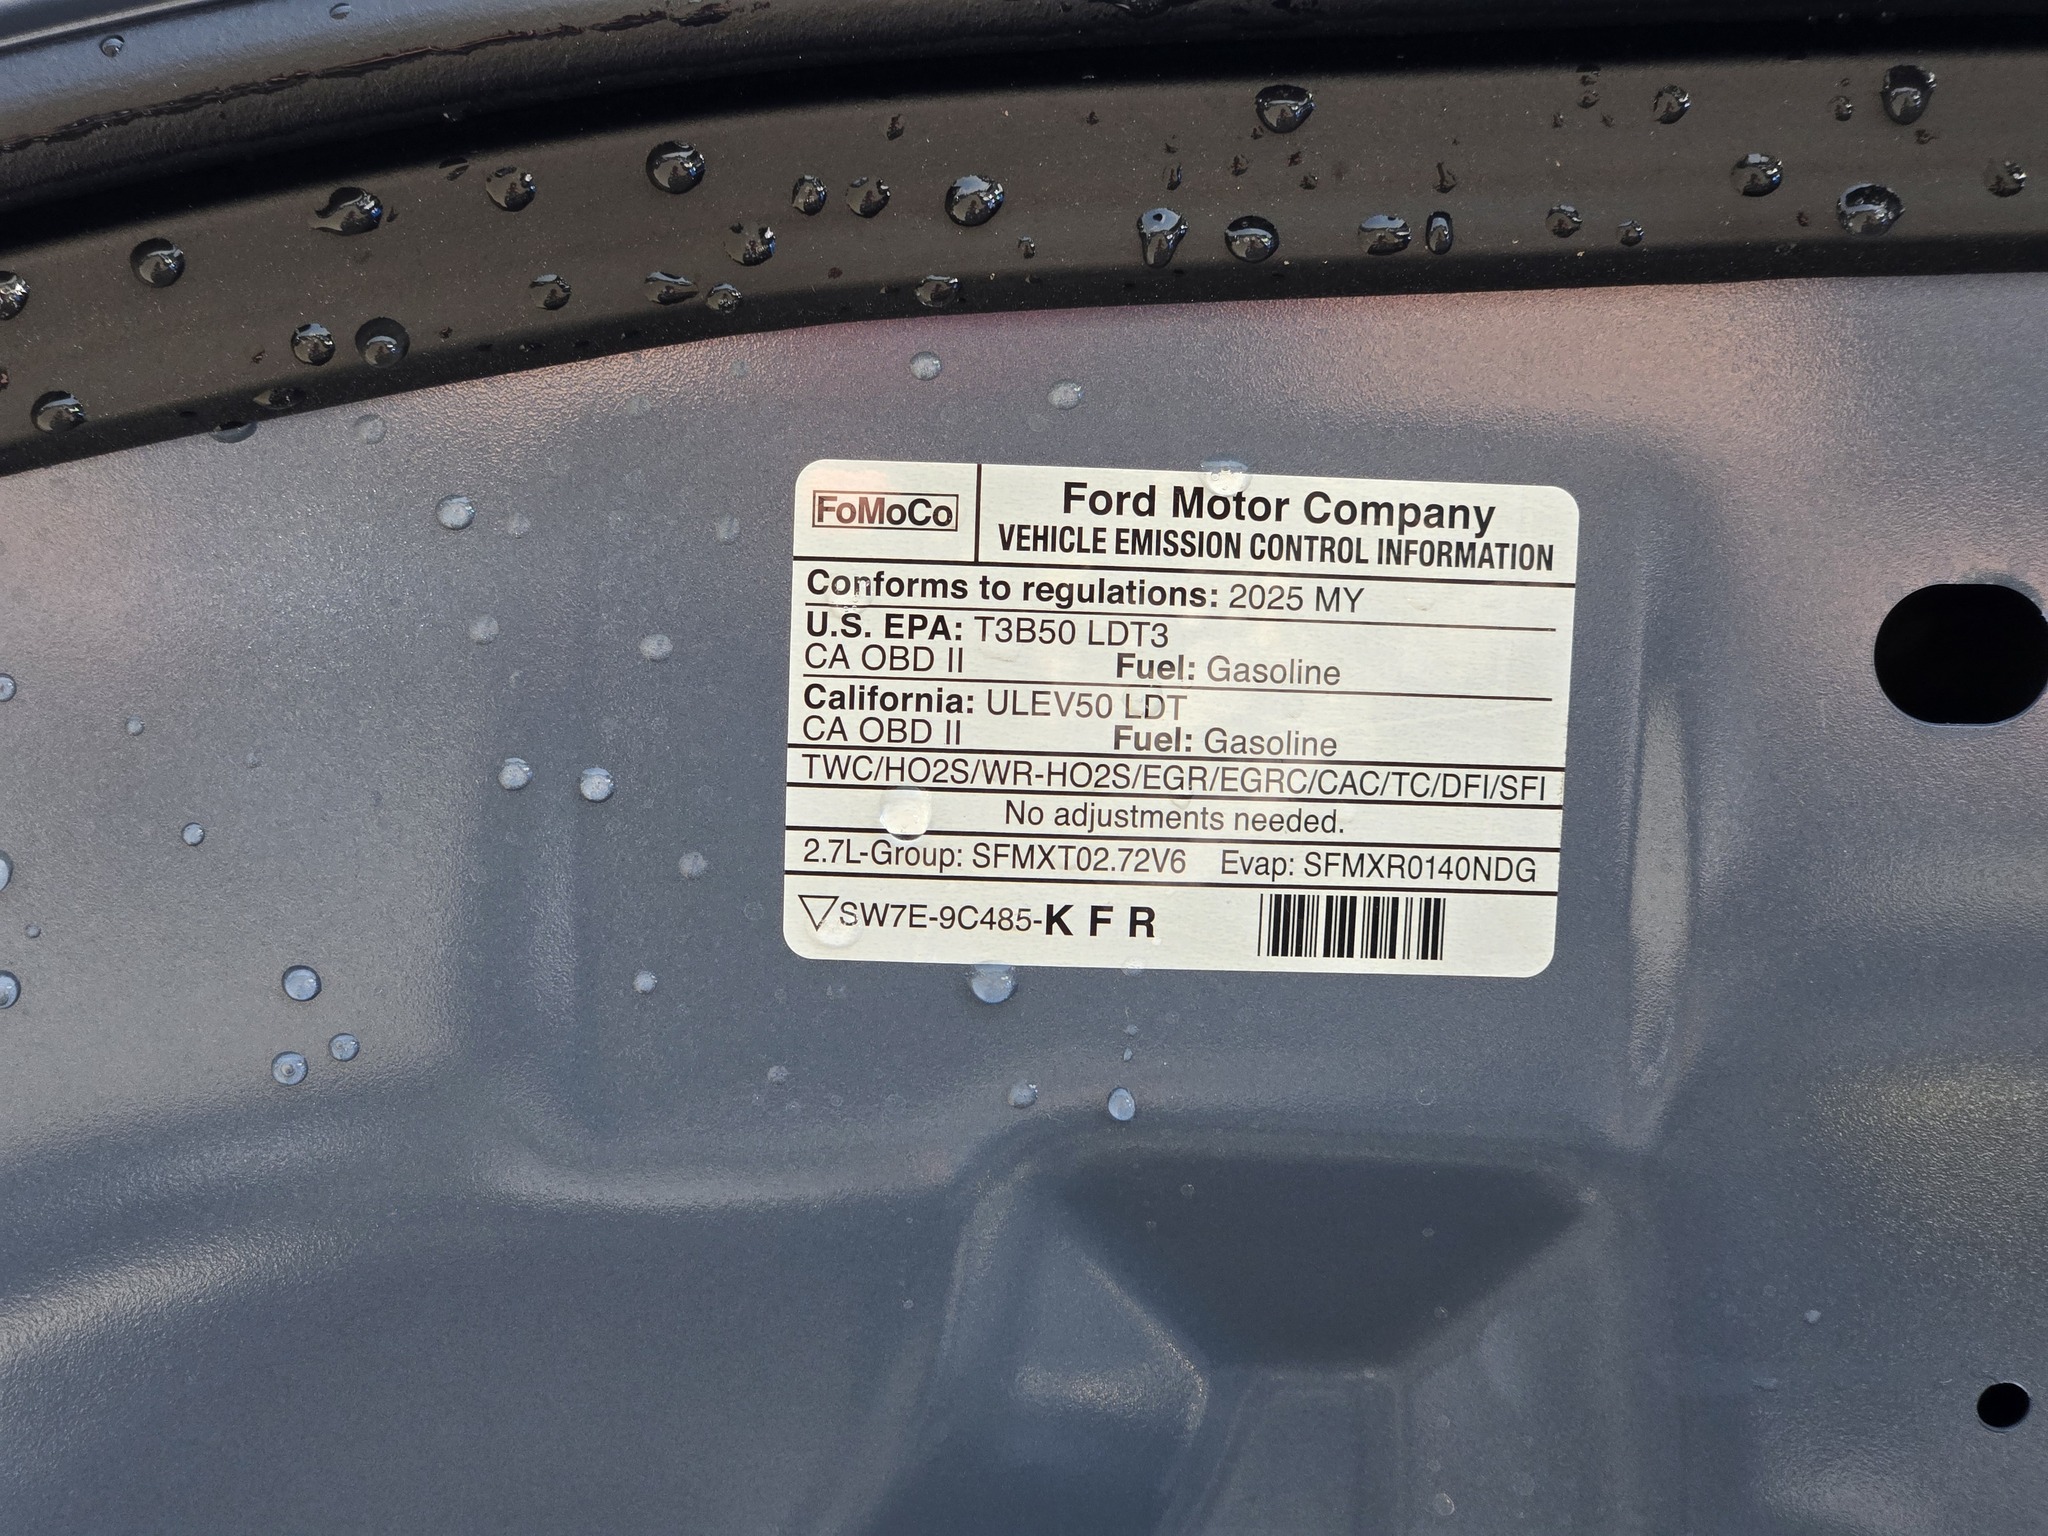 FoMoCo
Ford Motor Company
VEHICLE EMISSION CONTROL INFORMATION
Conforms to regulations: 2025 MY
U.S. EPA: T3B50 LDT3
CA OBD II Fuel: Gasoline
California: ULEV50 LDT
CA OBD II Fuel: Gasoline
TWC/HO2S/WR-HO2S/EGR/EGRC/CAC/TC/DFI/SFI
No adjustments needed.
2.7L-Group: SFMXT02.72V6 Evap: SFMXR0140NDG
SW7E-9C485-K F R